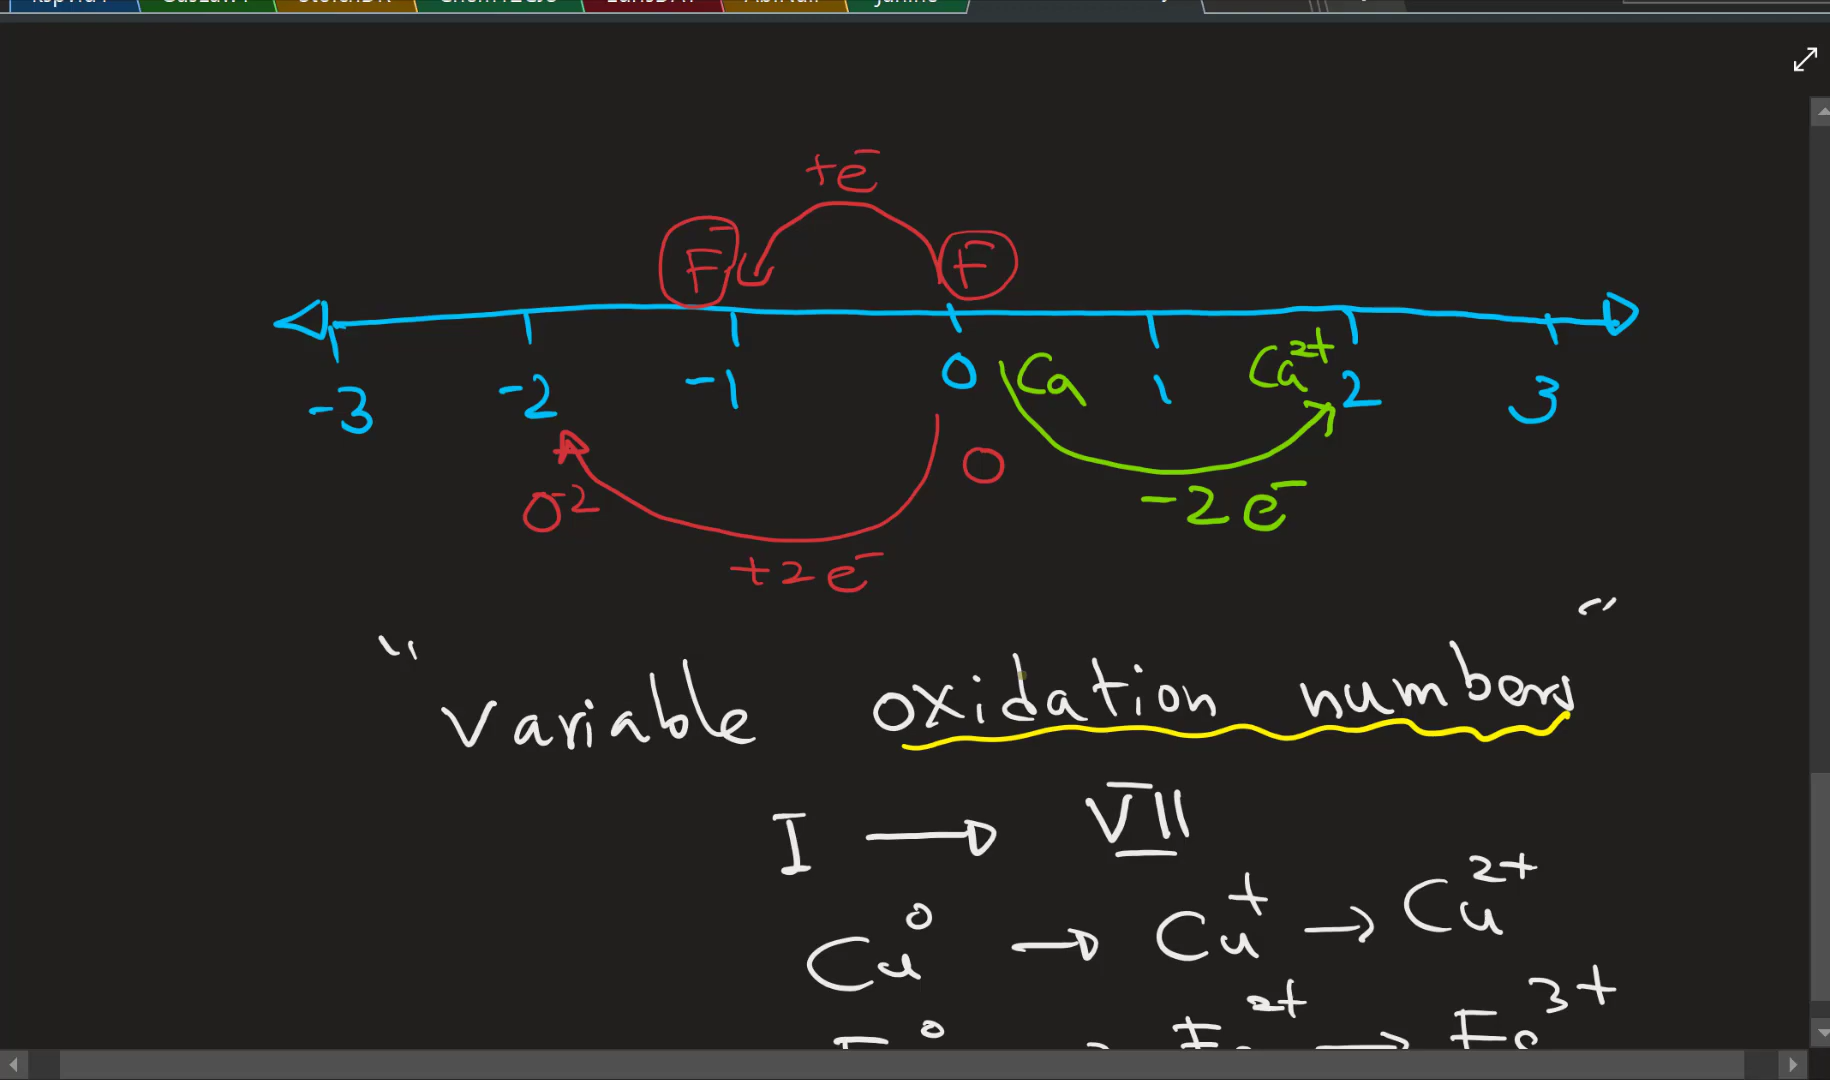 +e⁻
F⁻ F
-3 -2 -1 0 Ca 1 Ca²⁺ 2 3
O⁻² O -2e⁻
+2e⁻
"variable oxidation numbers"
I → VII
Cu⁰ → Cu⁺ → Cu²⁺
Fe²⁺ → Fe³⁺